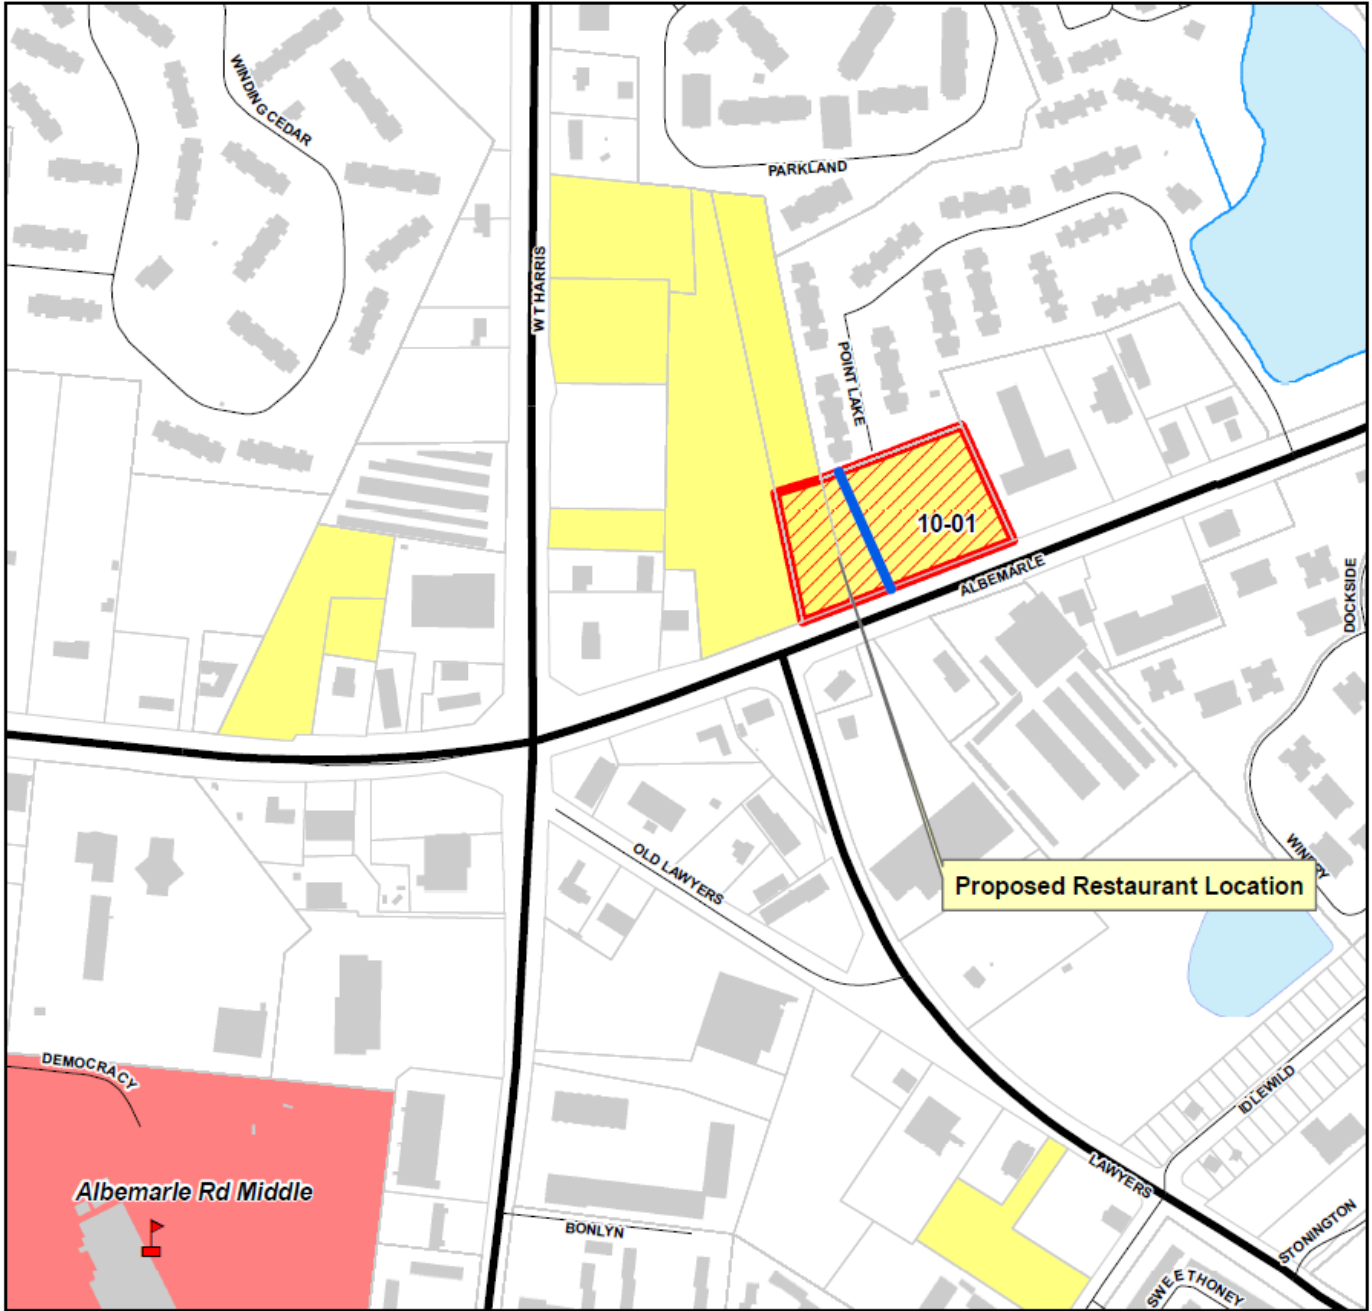 WINDING CEDAR
PARKLAND
W T HARRIS
POINT LAKE
10-01
ALBEMARLE
DOCKSIDE
OLD LAWYERS
WINERY
Proposed Restaurant Location
DEMOCRACY
IDLEWILD
Albemarle Rd Middle
LAWYERS
BONLYN
STONINGTON
SWEETHONEY